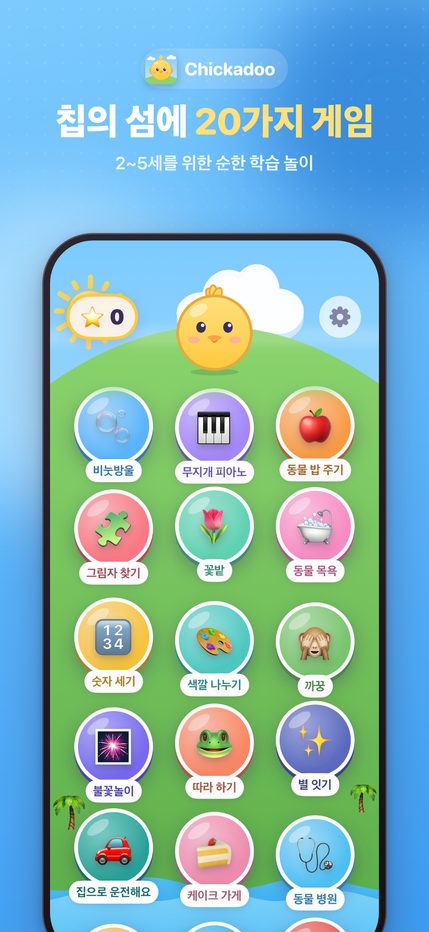 Chickadoo
칩의 섬에 20가지 게임
2~5세를 위한 순한 학습 놀이
0
비눗방울
무지개 피아노
동물 밥 주기
그림자 찾기
꽃밭
동물 목욕
1 2
3 4
숫자 세기
색깔 나누기
까꿍
불꽃놀이
따라 하기
별 잇기
집으로 운전해요
케이크 가게
동물 병원